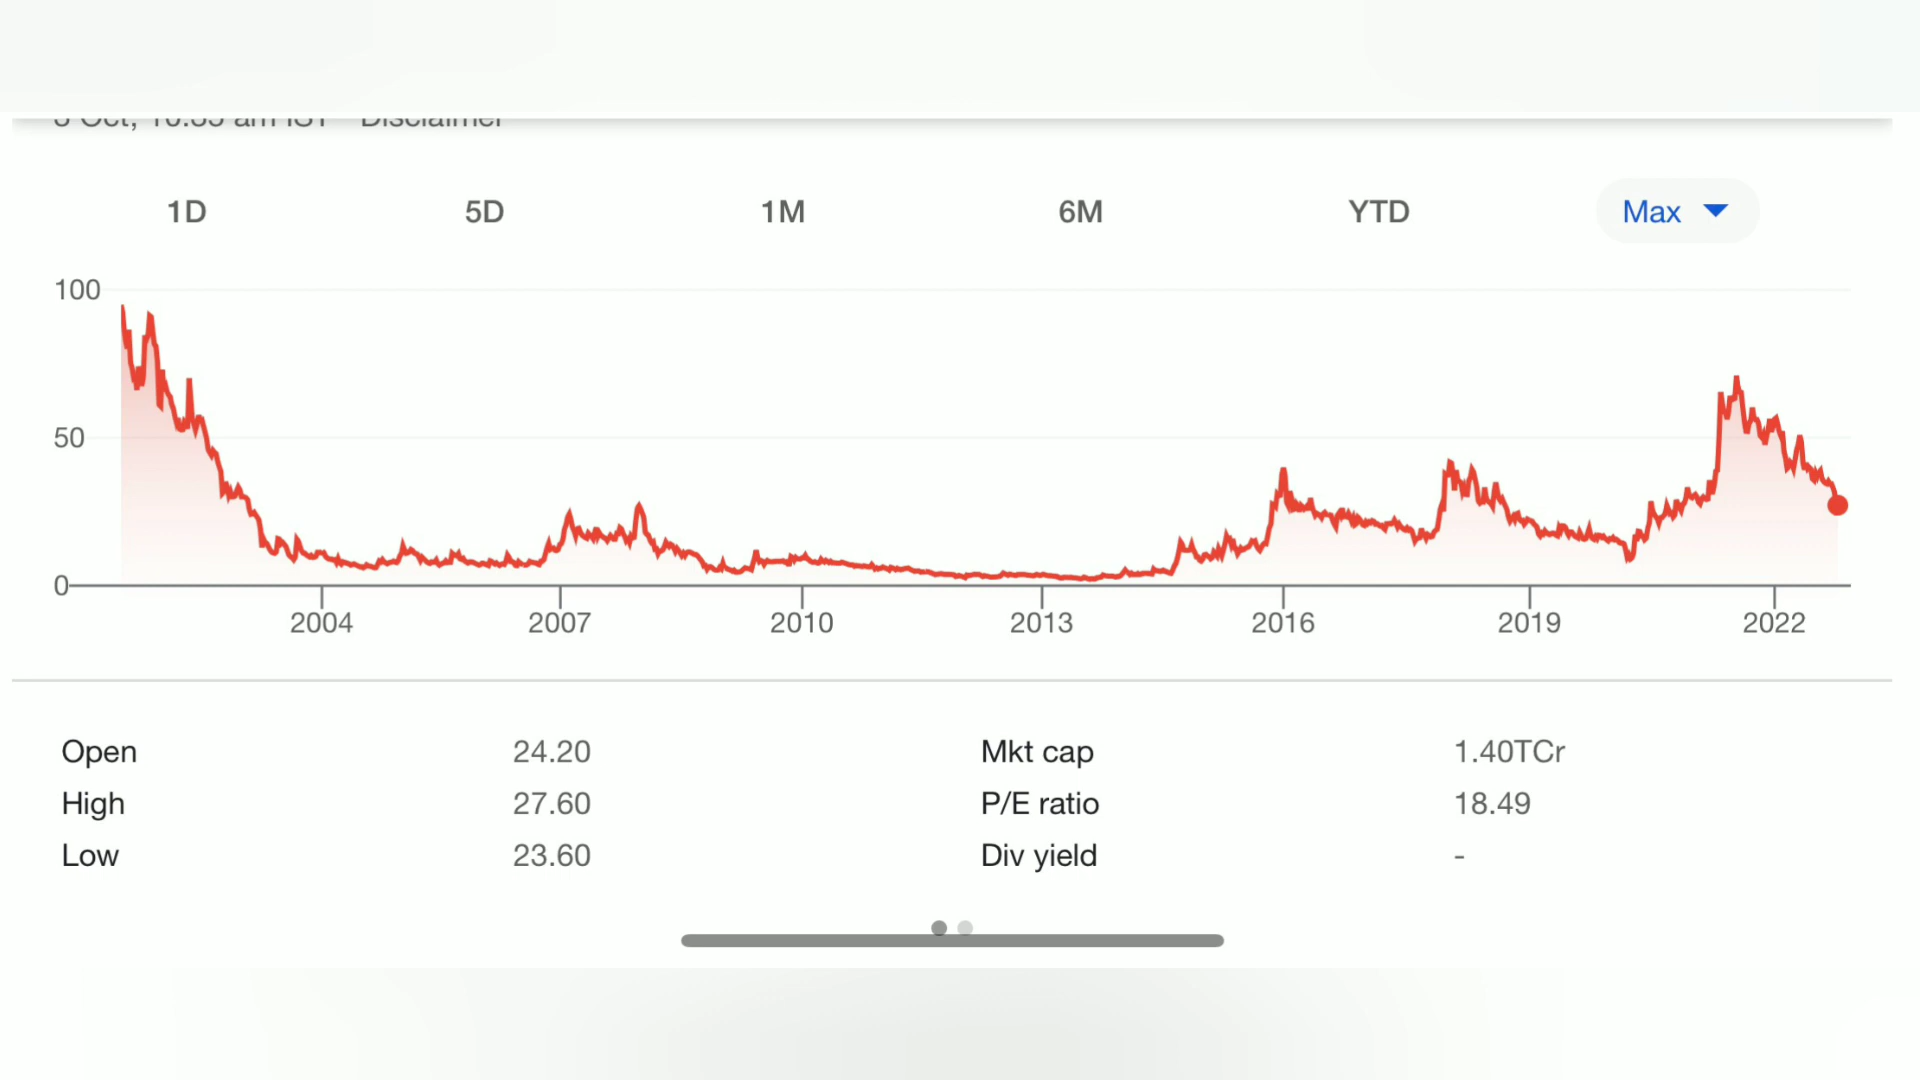 1D 5D 1M 6M YTD Max
100
50
0
2004 2007 2010 2013 2016 2019 2022
Open 24.20 Mkt cap 1.40TCr
High 27.60 P/E ratio 18.49
Low 23.60 Div yield -